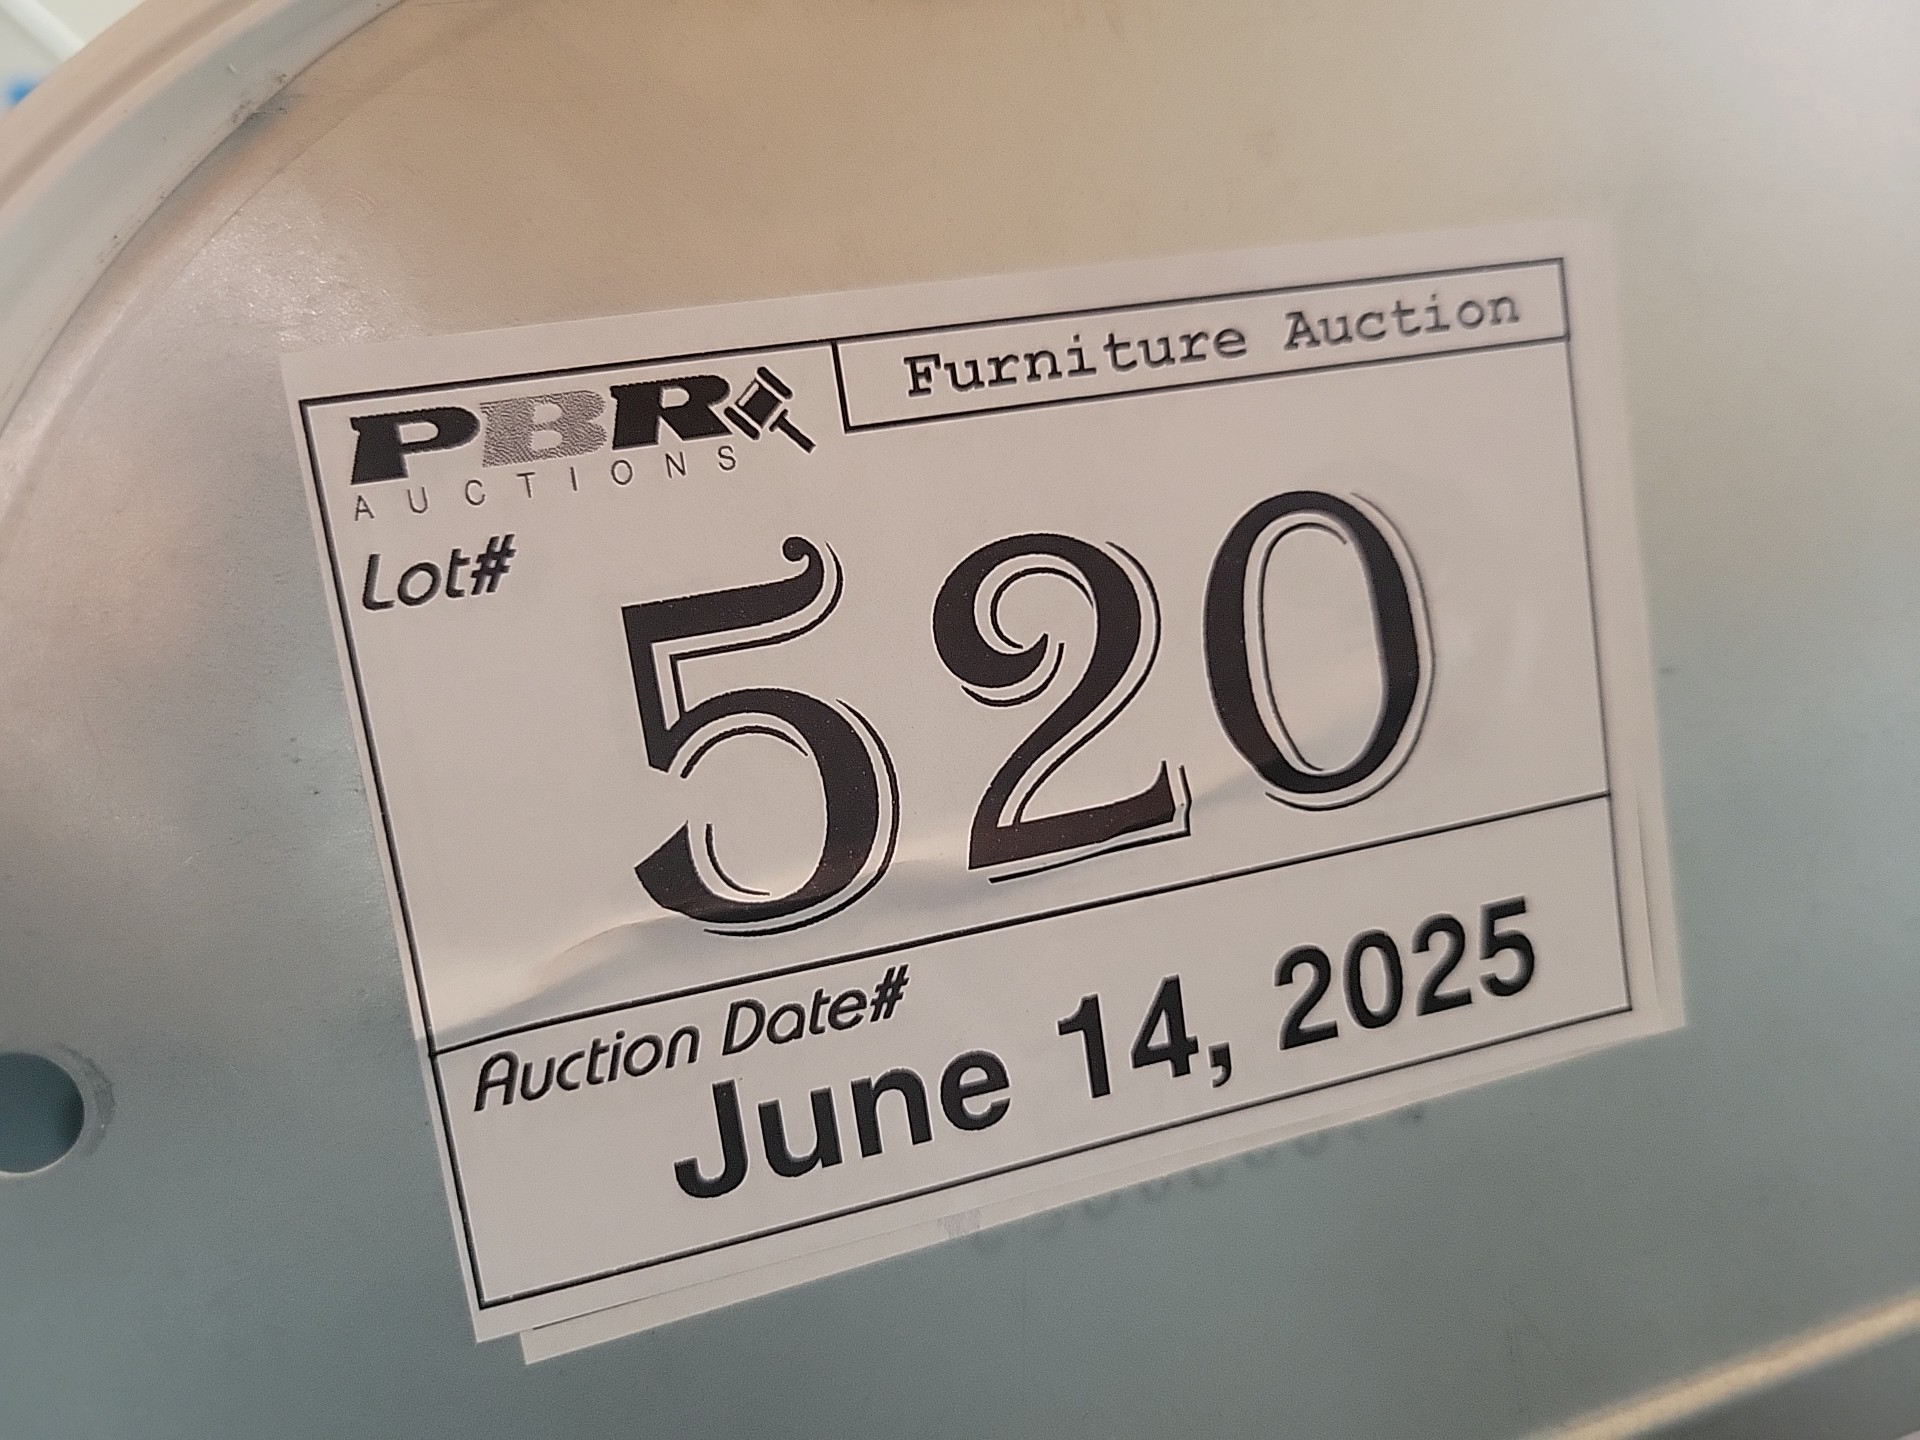 PBR
AUCTIONS
Furniture Auction
Lot#
520
Auction Date#
June 14, 2025